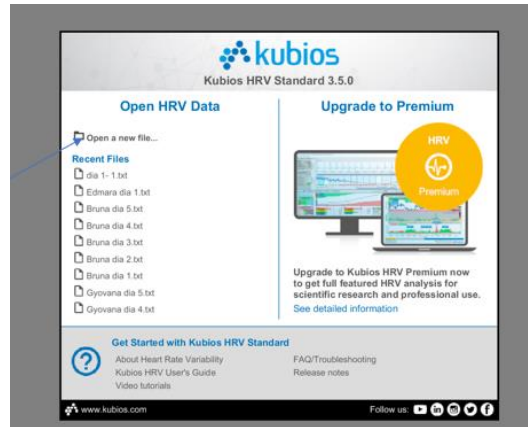 kubios
Kubios HRV Standard 3.5.0
Open HRV Data
Open a new file...
Recent Files
dia 1- 1.txt
Edmara dia 1.txt
Bruna dia 5.txt
Bruna dia 4.txt
Bruna dia 3.txt
Bruna dia 2.txt
Bruna dia 1.txt
Gyovana dia 5.txt
Gyovana dia 4.txt
Upgrade to Premium
HRV
Premium
Upgrade to Kubios HRV Premium now
to get full featured HRV analysis for
scientific research and professional use.
See detailed information
Get Started with Kubios HRV Standard
About Heart Rate Variability
Kubios HRV User's Guide
Video tutorials
FAQ/Troubleshooting
Release notes
www.kubios.com
Follow us: